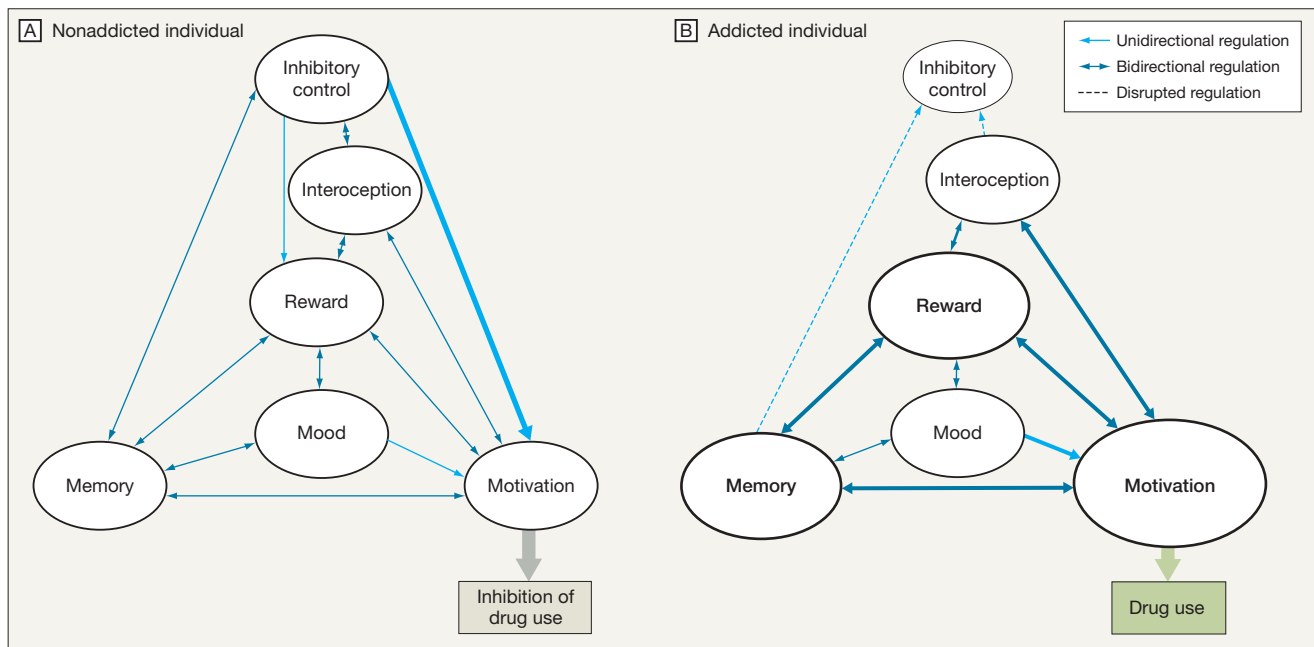 A Nonaddicted individual
Inhibitory
control
Interoception
Reward
Mood
Memory
Motivation
Inhibition of
drug use
B Addicted individual
Unidirectional regulation
Bidirectional regulation
Disrupted regulation
Inhibitory
control
Interoception
Reward
Mood
Memory
Motivation
Drug use